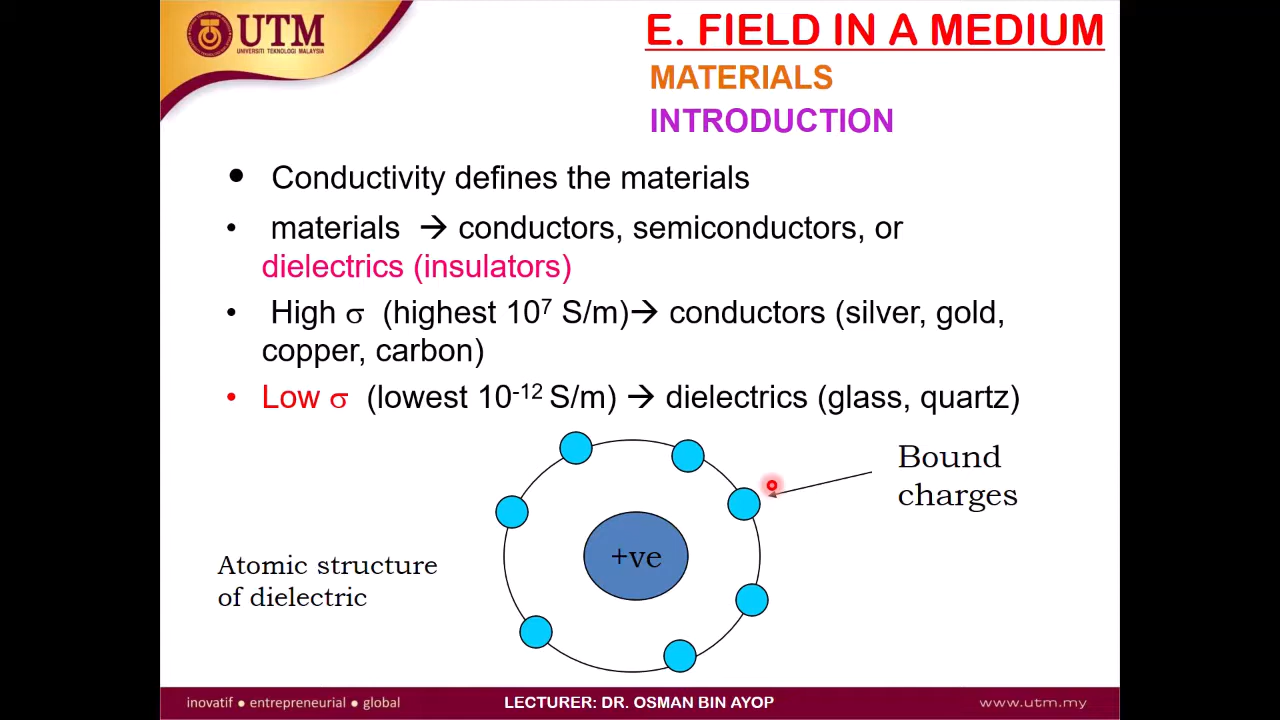 UTM
UNIVERSITI TEKNOLOGI MALAYSIA
E. FIELD IN A MEDIUM
MATERIALS
INTRODUCTION
• Conductivity defines the materials
• materials → conductors, semiconductors, or
dielectrics (insulators)
• High σ (highest 10⁷ S/m)→ conductors (silver, gold,
copper, carbon)
• Low σ (lowest 10⁻¹² S/m) → dielectrics (glass, quartz)
Bound
charges
+ve
Atomic structure
of dielectric
inovatif ● entrepreneurial ● global
LECTURER: DR. OSMAN BIN AYOP
www.utm.my